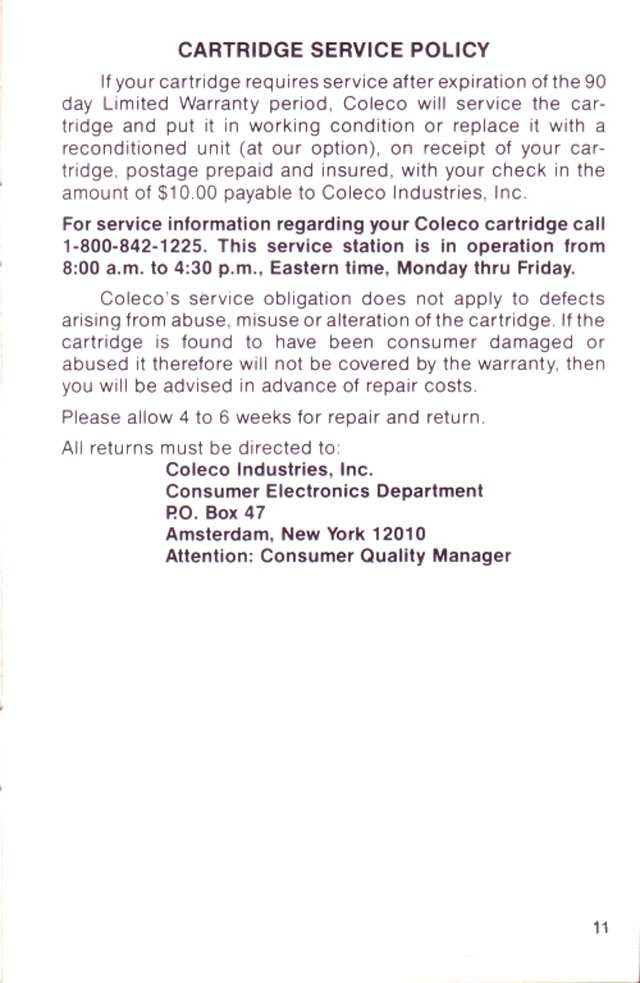 CARTRIDGE SERVICE POLICY
If your cartridge requires service after expiration of the 90
day Limited Warranty period, Coleco will service the car-
tridge and put it in working condition or replace it with a
reconditioned unit (at our option), on receipt of your car-
tridge, postage prepaid and insured, with your check in the
amount of $10.00 payable to Coleco Industries, Inc.
For service information regarding your Coleco cartridge call
1-800-842-1225. This service station is in operation from
8:00 a.m. to 4:30 p.m., Eastern time, Monday thru Friday.
Coleco's service obligation does not apply to defects
arising from abuse, misuse or alteration of the cartridge. If the
cartridge is found to have been consumer damaged or
abused it therefore will not be covered by the warranty, then
you will be advised in advance of repair costs.
Please allow 4 to 6 weeks for repair and return.
All returns must be directed to:
Coleco Industries, Inc.
Consumer Electronics Department
P.O. Box 47
Amsterdam, New York 12010
Attention: Consumer Quality Manager
11